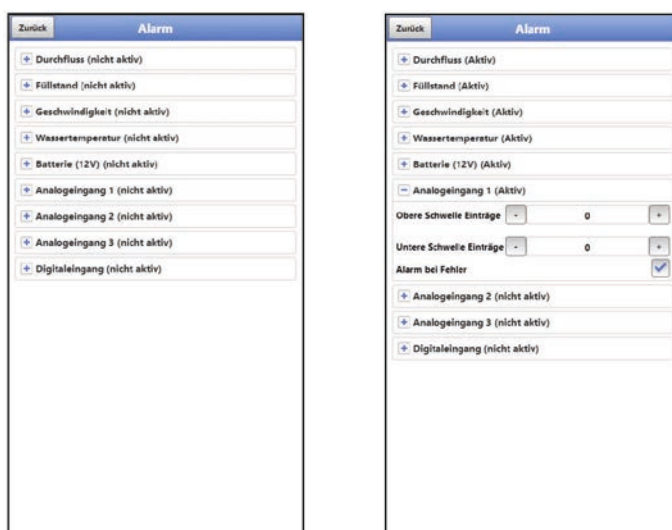 Zurück
Alarm
Durchfluss (nicht aktiv)
Füllstand (nicht aktiv)
Geschwindigkeit (nicht aktiv)
Wassertemperatur (nicht aktiv)
Batterie (12V) (nicht aktiv)
Analogeingang 1 (nicht aktiv)
Analogeingang 2 (nicht aktiv)
Analogeingang 3 (nicht aktiv)
Digitaleingang (nicht aktiv)
Zurück
Alarm
Durchfluss (Aktiv)
Füllstand (Aktiv)
Geschwindigkeit (Aktiv)
Wassertemperatur (Aktiv)
Batterie (12V) (Aktiv)
Analogeingang 1 (Aktiv)
Obere Schwelle Einträge - 0 +
Untere Schwelle Einträge - 0 +
Alarm bei Fehler
Analogeingang 2 (nicht aktiv)
Analogeingang 3 (nicht aktiv)
Digitaleingang (nicht aktiv)